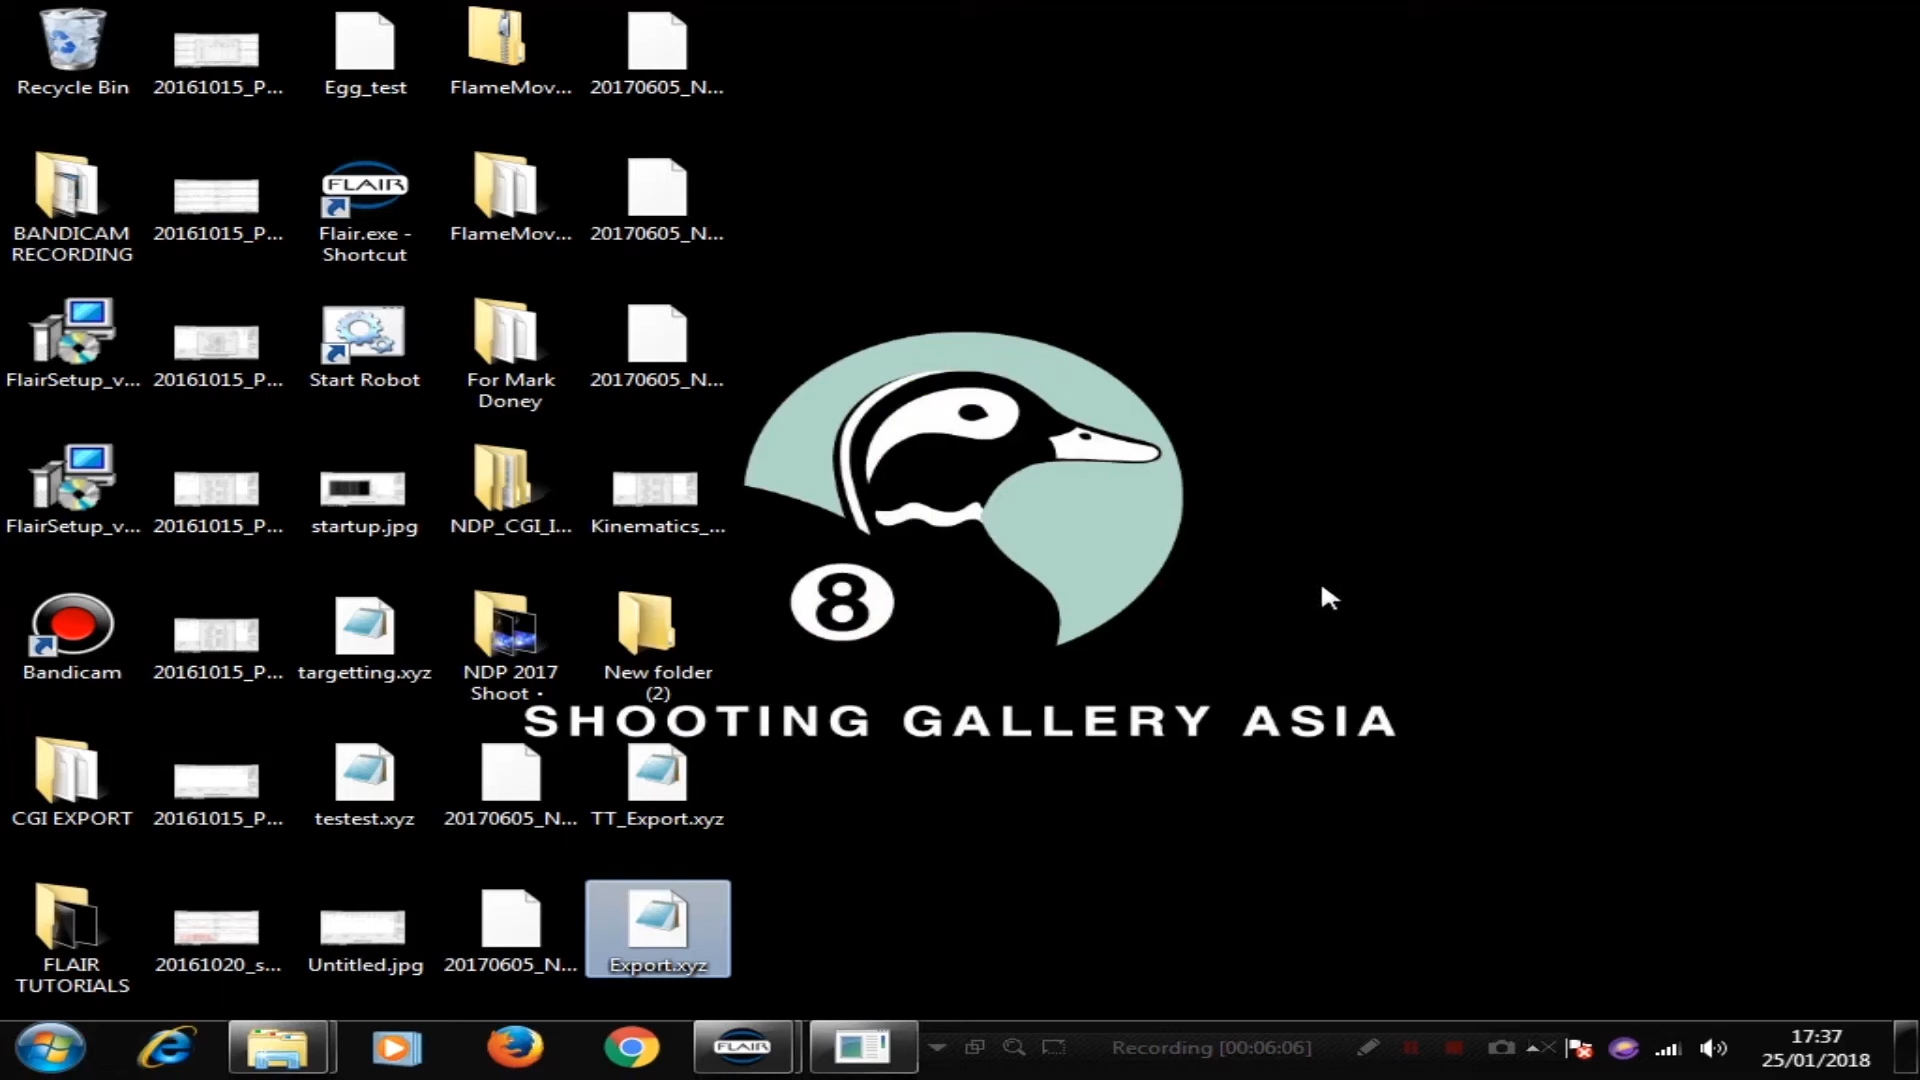 Recycle Bin
20161015_P...
Egg_test
FlameMov...
20170605_N...
BANDICAM
RECORDING
20161015_P...
FLAIR
Flair.exe -
Shortcut
FlameMov...
20170605_N...
FlairSetup_v...
20161015_P...
Start Robot
For Mark
Doney
20170605_N...
FlairSetup_v...
20161015_P...
startup.jpg
NDP_CGI_I...
Kinematics_...
Bandicam
20161015_P...
targetting.xyz
NDP 2017
Shoot •
New folder
(2)
8
SHOOTING GALLERY ASIA
CGI EXPORT
20161015_P...
testest.xyz
20170605_N...
TT_Export.xyz
FLAIR
TUTORIALS
20161020_s...
Untitled.jpg
20170605_N...
Export.xyz
FLAIR
Recording [00:06:06]
17:37
25/01/2018